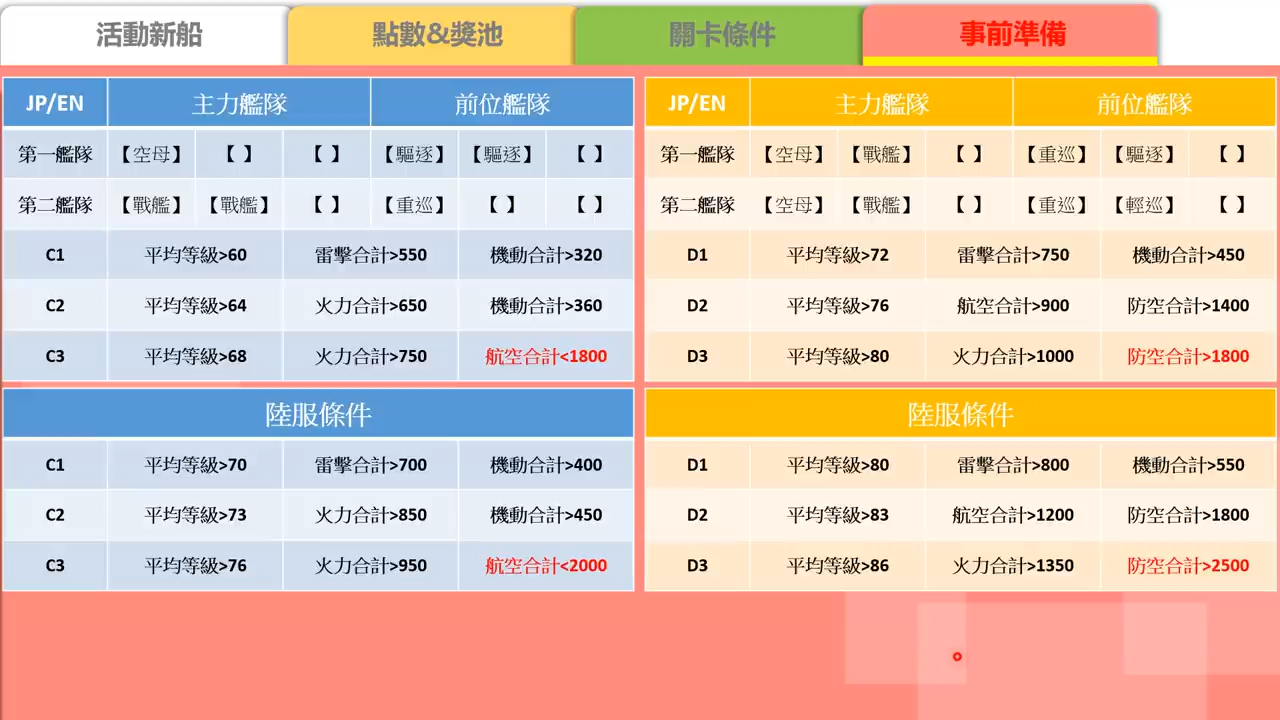 活動新船 點數&獎池 關卡條件 事前準備
JP/EN 主力艦隊 前位艦隊
第一艦隊 【空母】 【 】 【 】 【驅逐】 【驅逐】 【 】
第二艦隊 【戰艦】 【戰艦】 【 】 【重巡】 【 】 【 】
C1 平均等級>60 雷擊合計>550 機動合計>320
C2 平均等級>64 火力合計>650 機動合計>360
C3 平均等級>68 火力合計>750 航空合計<1800
陸服條件
C1 平均等級>70 雷擊合計>700 機動合計>400
C2 平均等級>73 火力合計>850 機動合計>450
C3 平均等級>76 火力合計>950 航空合計<2000
JP/EN 主力艦隊 前位艦隊
第一艦隊 【空母】 【戰艦】 【 】 【重巡】 【驅逐】 【 】
第二艦隊 【空母】 【戰艦】 【 】 【重巡】 【輕巡】 【 】
D1 平均等級>72 雷擊合計>750 機動合計>450
D2 平均等級>76 航空合計>900 防空合計>1400
D3 平均等級>80 火力合計>1000 防空合計>1800
陸服條件
D1 平均等級>80 雷擊合計>800 機動合計>550
D2 平均等級>83 航空合計>1200 防空合計>1800
D3 平均等級>86 火力合計>1350 防空合計>2500